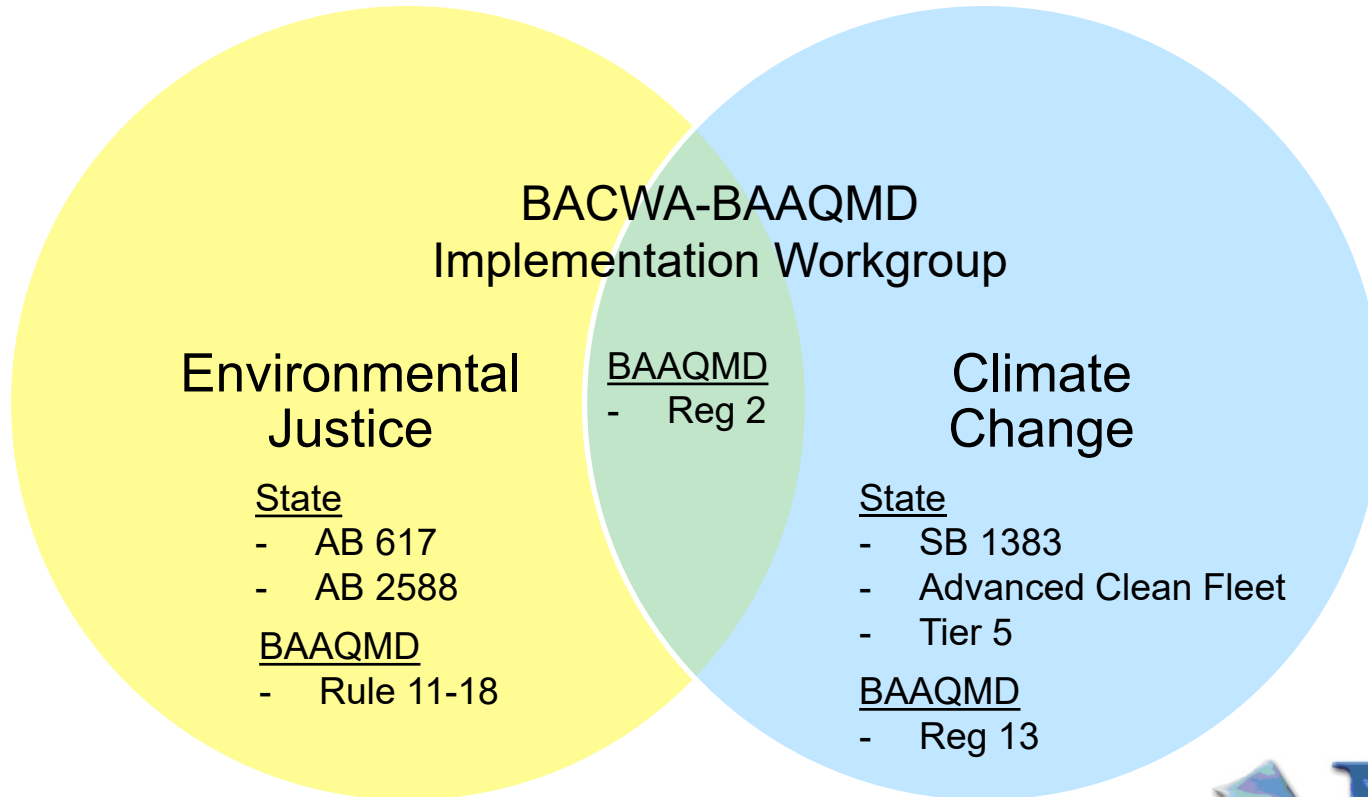 BACWA-BAAQMD
Implementation Workgroup
Environmental
Justice
State
- AB 617
- AB 2588
BAAQMD
- Rule 11-18
BAAQMD
- Reg 2
Climate
Change
State
- SB 1383
- Advanced Clean Fleet
- Tier 5
BAAQMD
- Reg 13